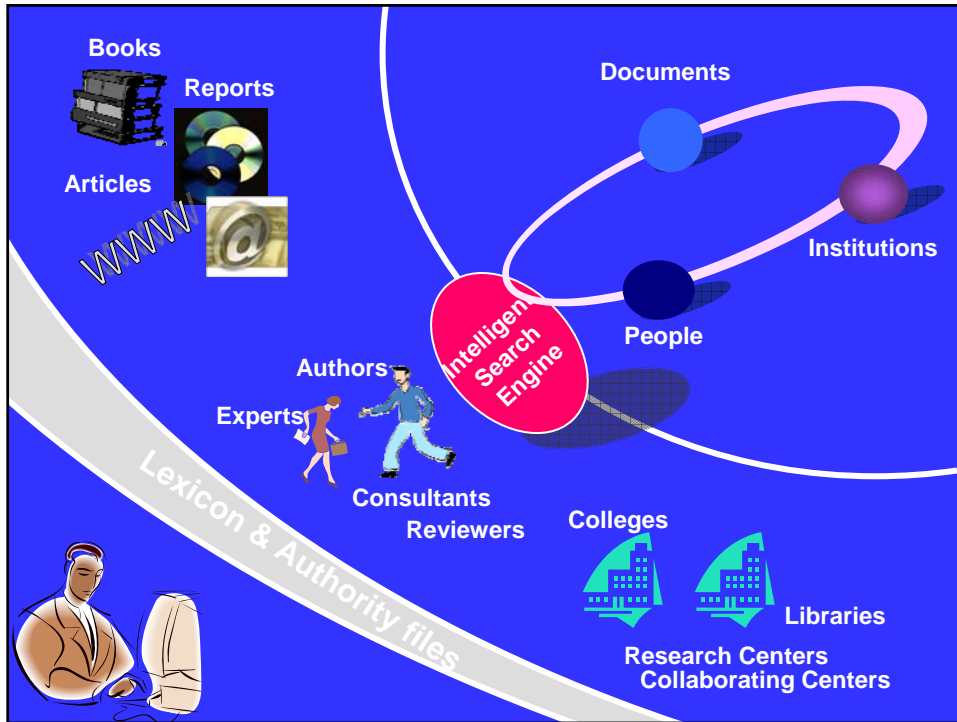 Books
Reports
Articles
WWWW
@
Documents
Institutions
People
Intelligent
Search
Engine
Authors
Experts
Consultants
Reviewers
Lexicon & Authority files
Colleges
Libraries
Research Centers
Collaborating Centers